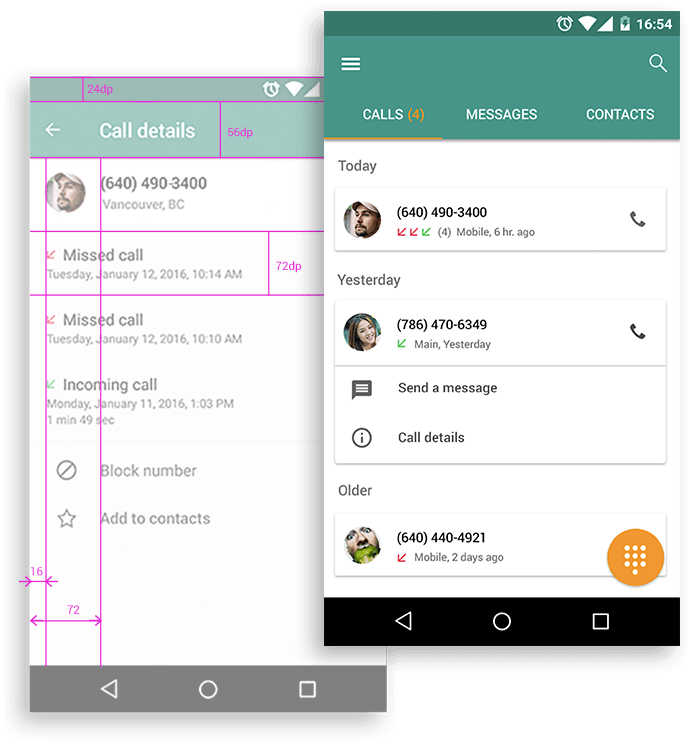 24dp
Call details
56dp
(640) 490-3400
Vancouver, BC
Missed call
Tuesday, January 12, 2016, 10:14 AM
72dp
Missed call
Tuesday, January 12, 2016, 10:10 AM
Incoming call
Monday, January 11, 2016, 1:03 PM
1 min 49 sec
Block number
Add to contacts
16
72
16:54
CALLS (4) MESSAGES CONTACTS
Today
(640) 490-3400
(4) Mobile, 6 hr. ago
Yesterday
(786) 470-6349
Main, Yesterday
Send a message
Call details
Older
(640) 440-4921
Mobile, 2 days ago